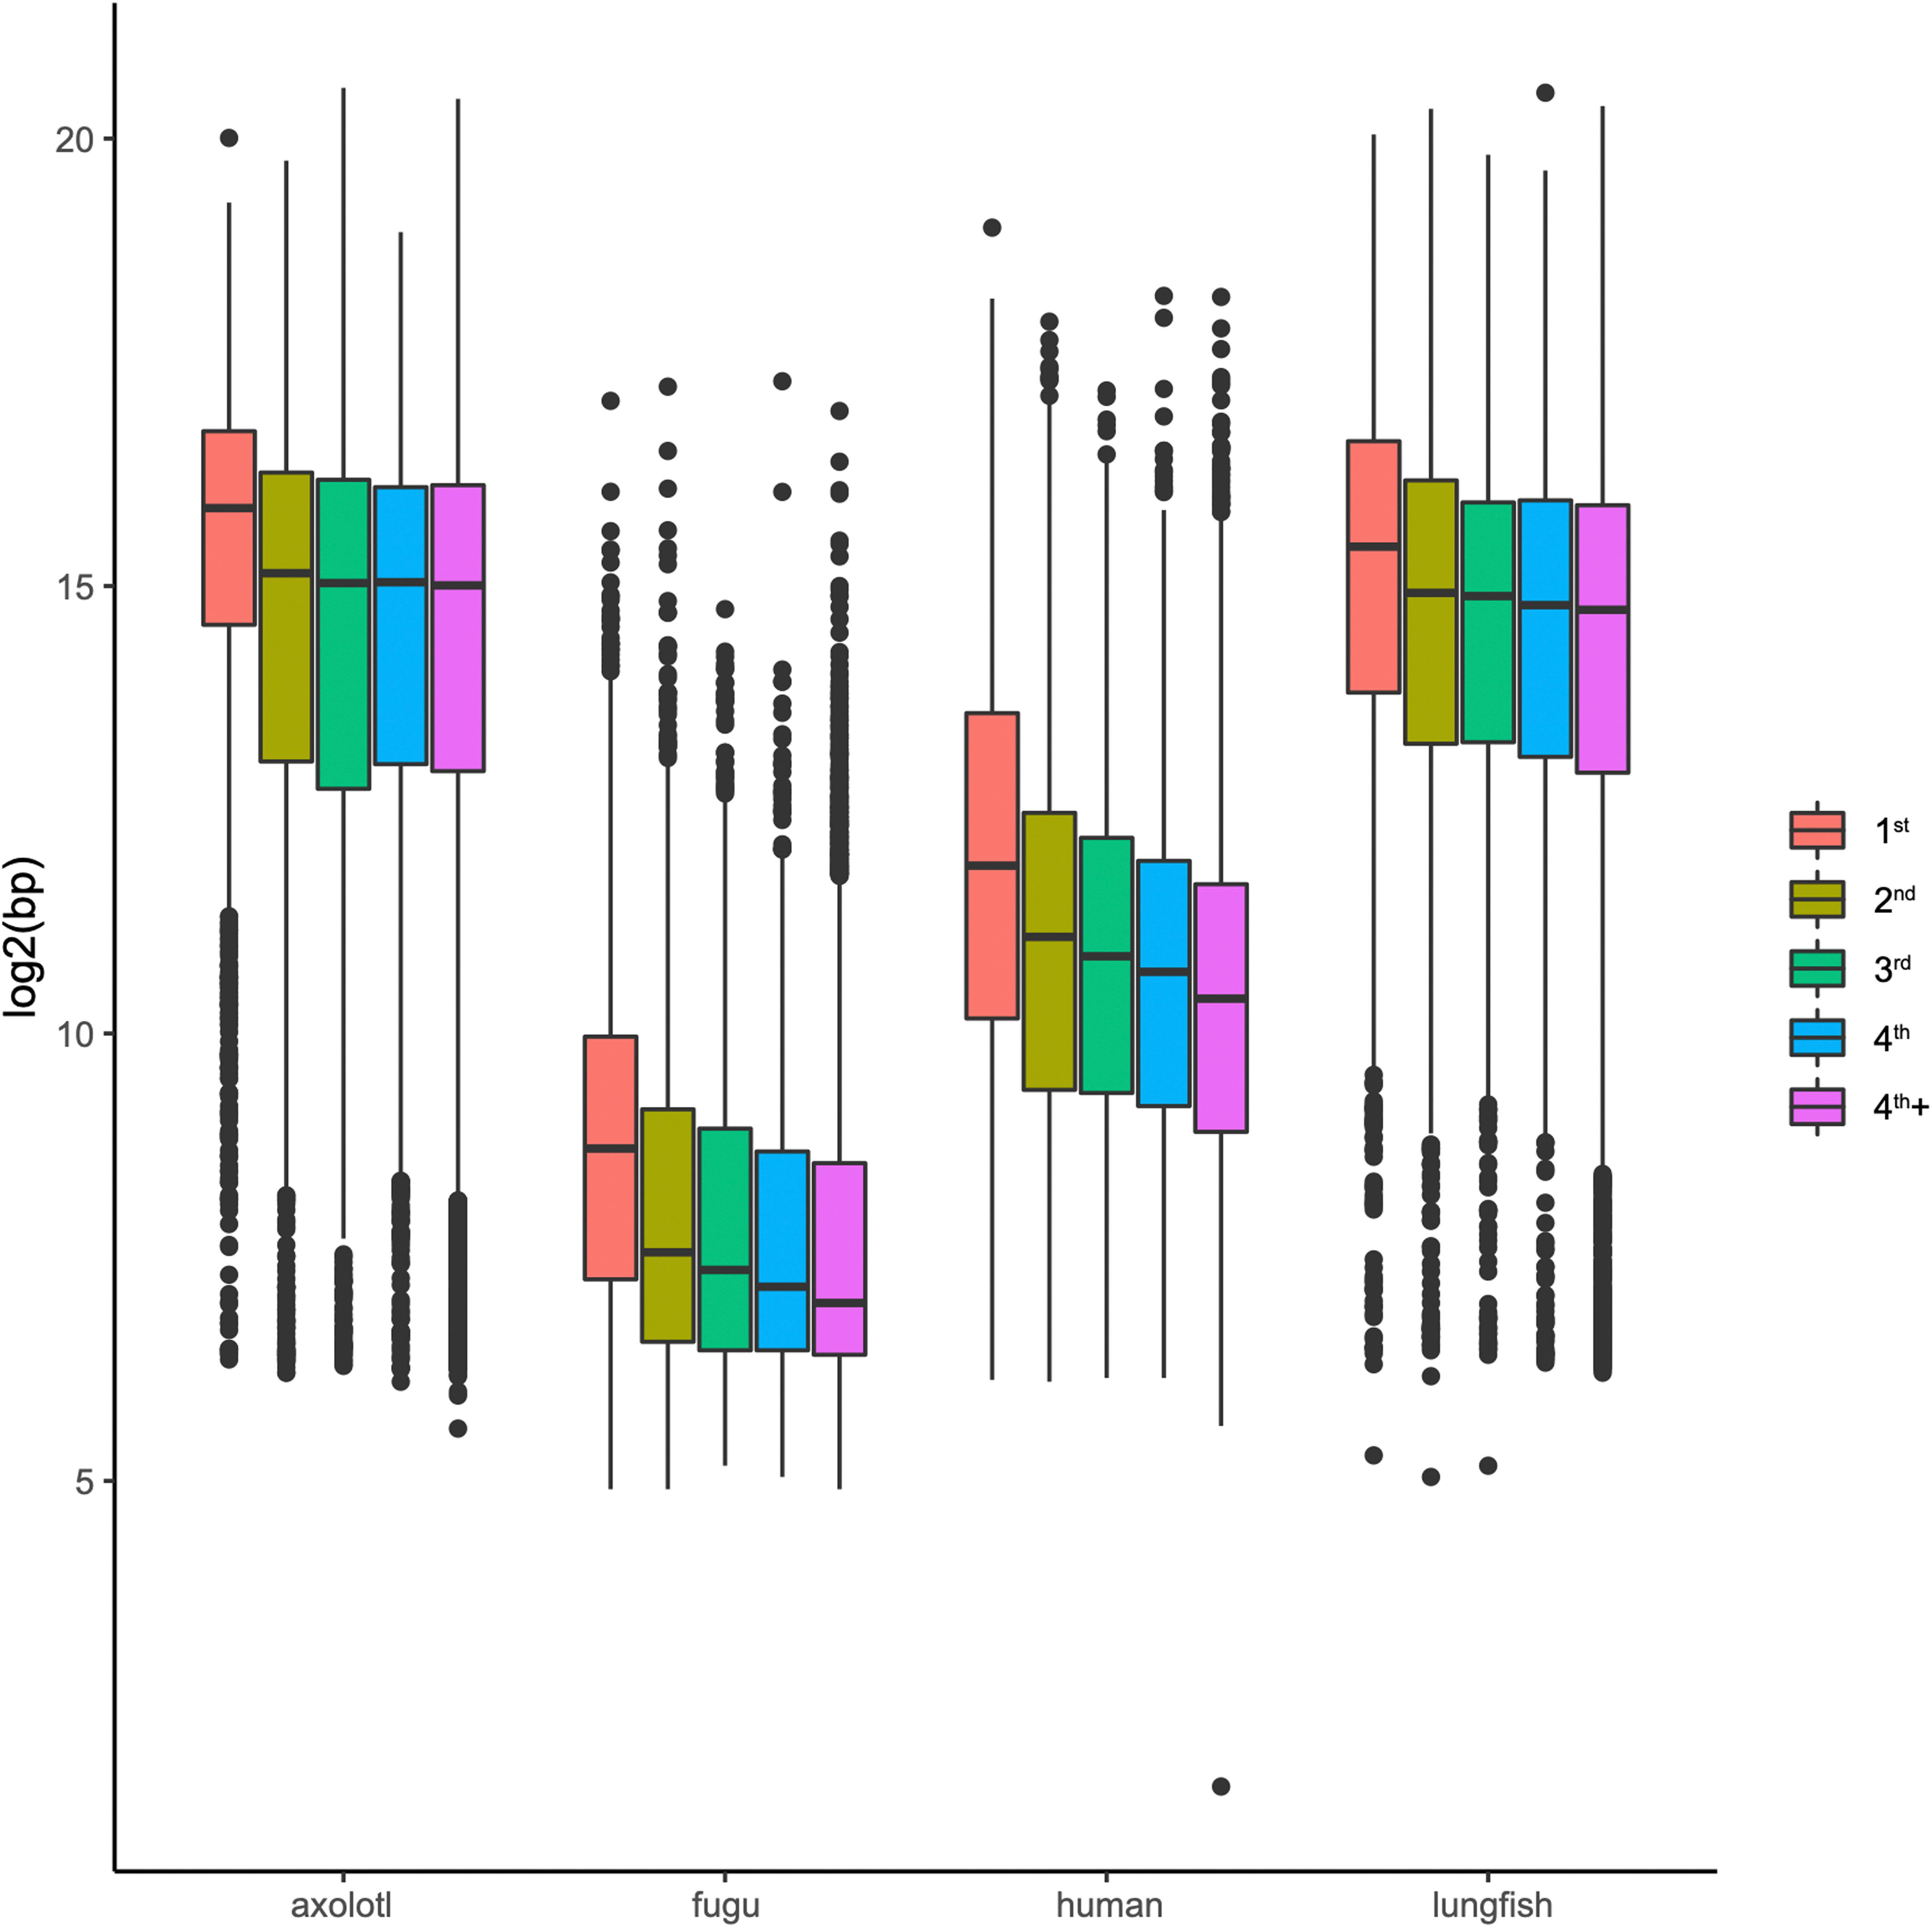 log2(bp)
20
15
10
5
axolotl fugu human lungfish
1st
2nd
3rd
4th
4th+